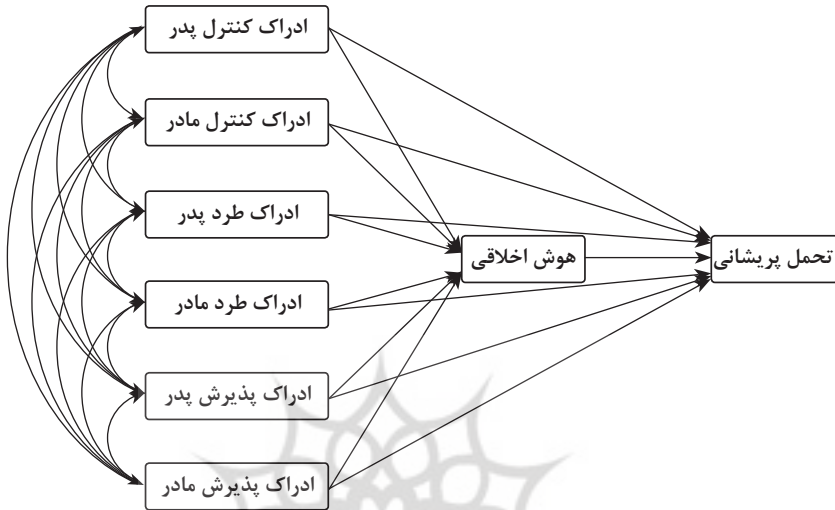 ادراک کنترل پدر
ادراک کنترل مادر
ادراک طرد پدر
هوش اخلاقی
تحمل پریشانی
ادراک طرد مادر
ادراک پذیرش پدر
ادراک پذیرش مادر